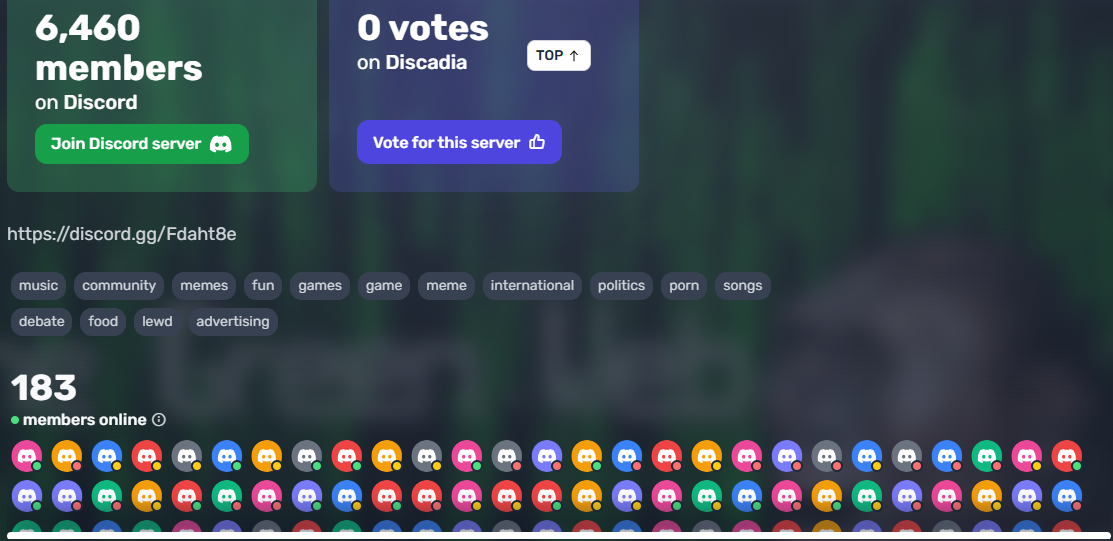 6,460
members
on Discord
Join Discord server
0 votes
on Discadia
TOP ↑
Vote for this server
https://discord.gg/Fdaht8e
music community memes fun games game meme international politics porn songs
debate food lewd advertising
183
members online